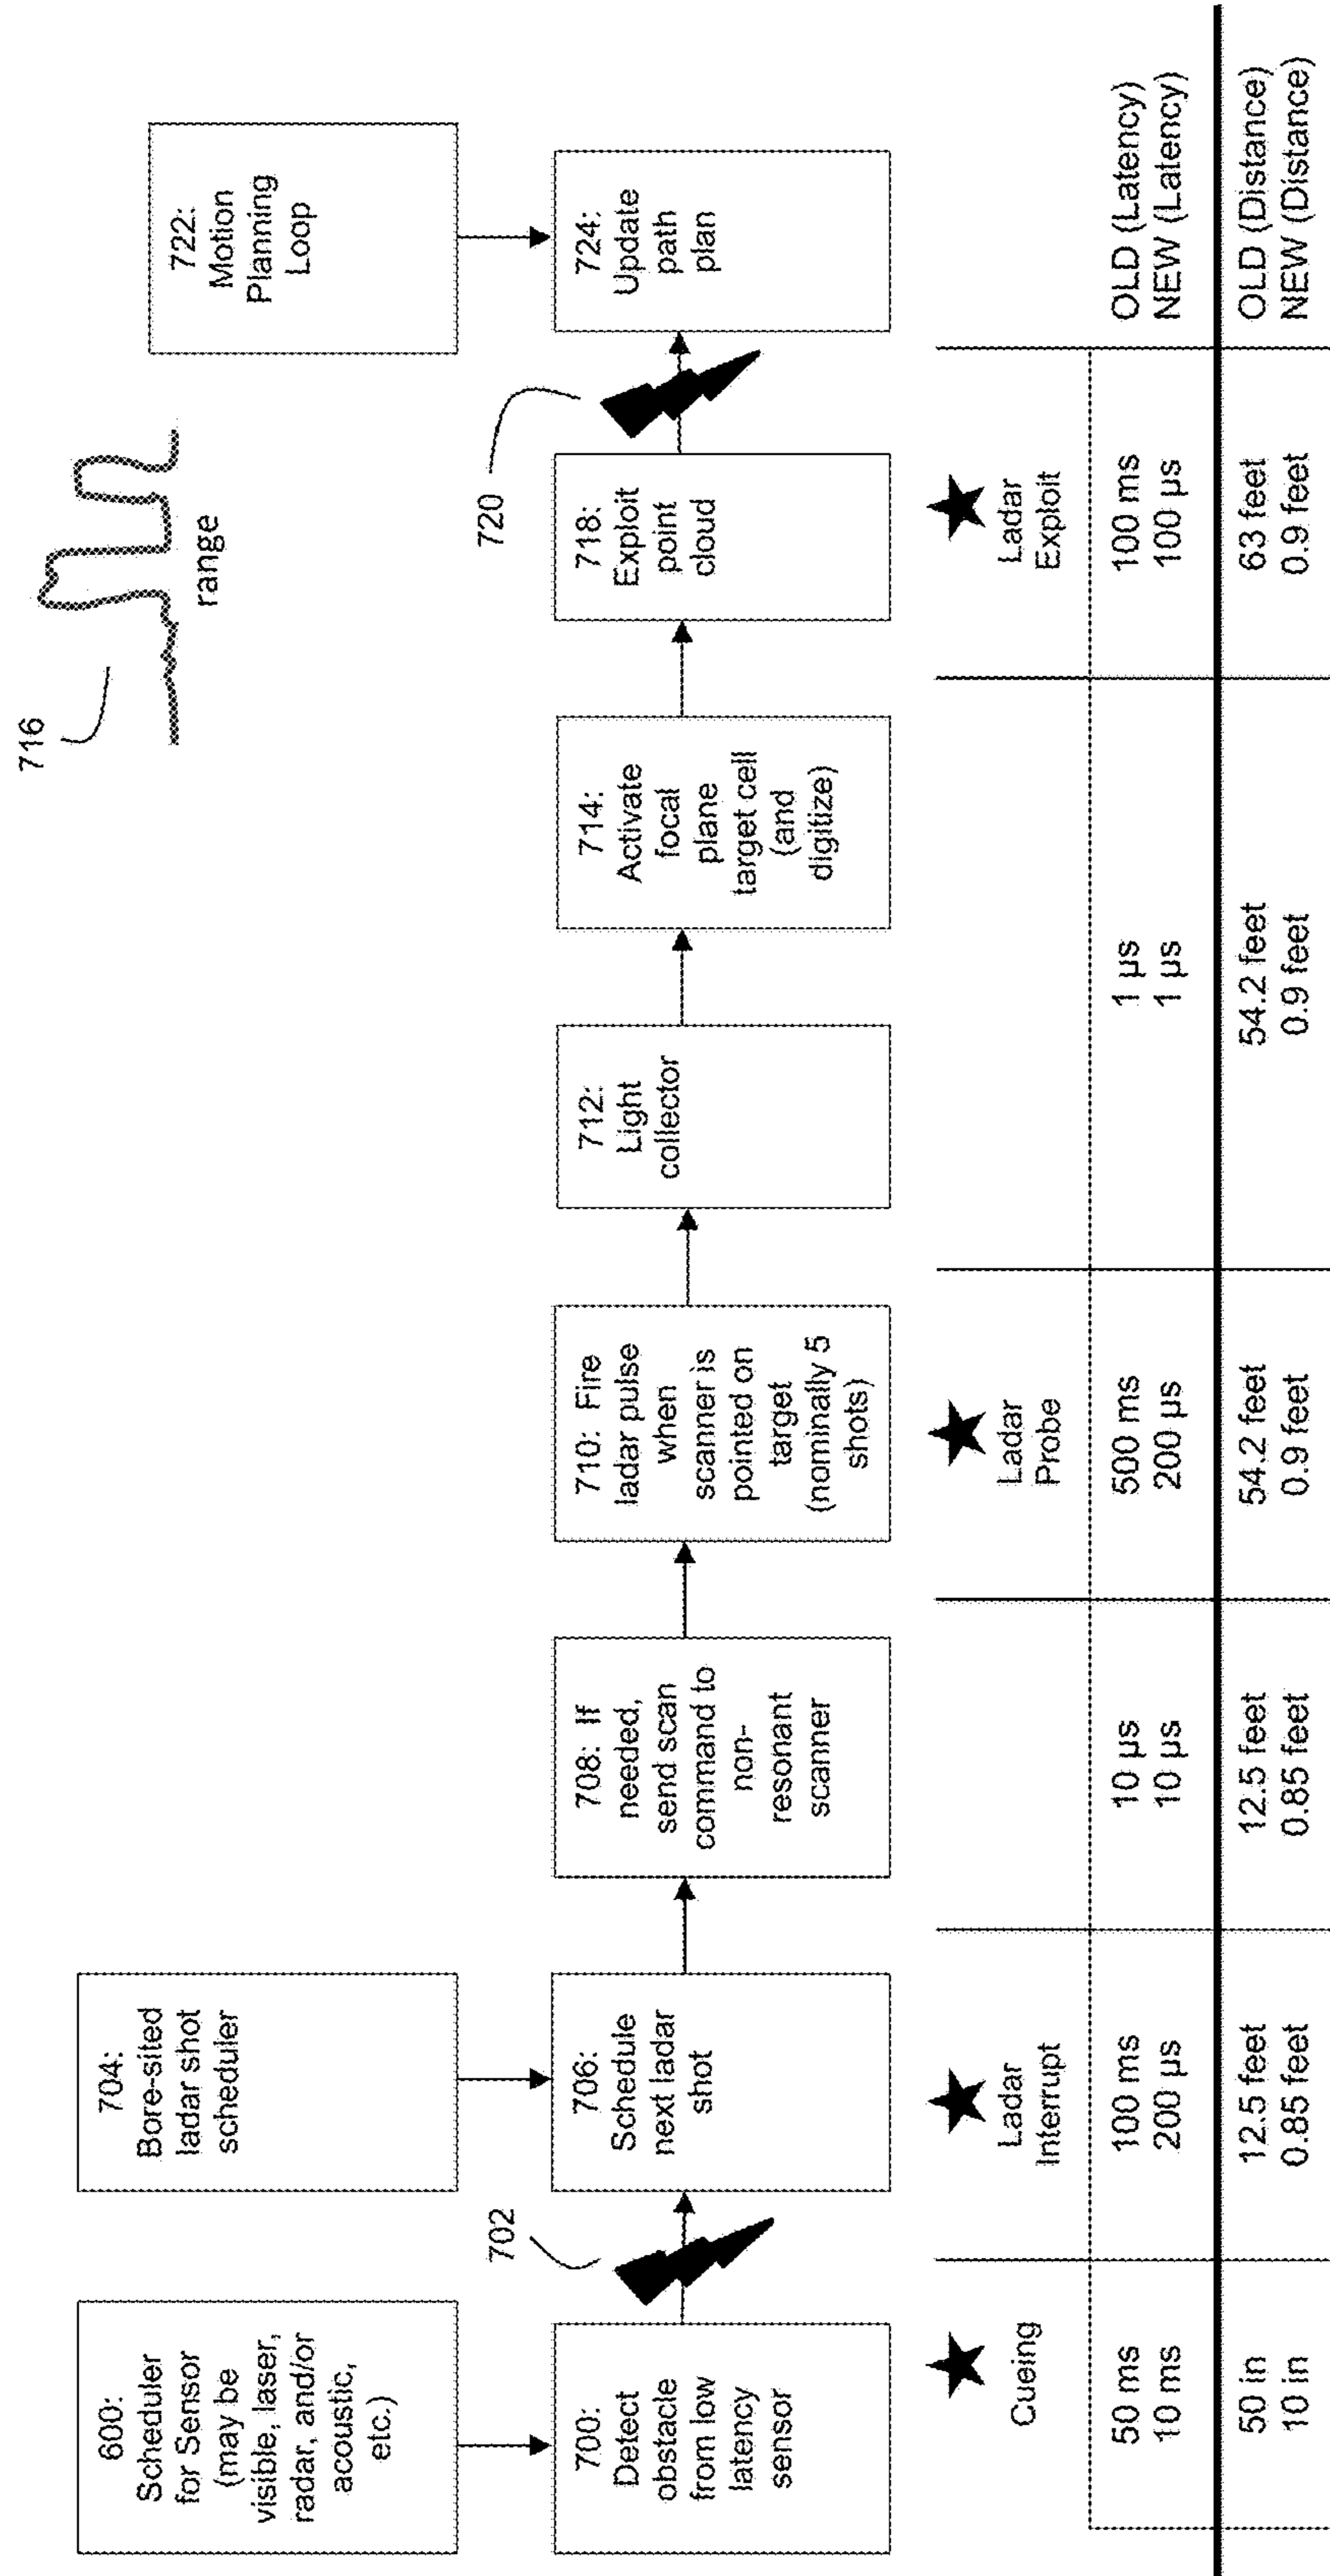 716
range
600:
Scheduler
for Sensor
(may be
visible, laser,
radar, and/or
acoustic,
etc.)
704:
Bore-sited
ladar shot
scheduler
722:
Motion
Planning
Loop
702
720
700:
Detect
obstacle
from low
latency
sensor
706:
Schedule
next ladar
shot
708: If
needed,
send scan
command to
non-
resonant
scanner
710: Fire
ladar pulse
when
scanner is
pointed on
target
(nominally 5
shots)
712:
Light
collector
714:
Activate
focal
plane
target cell
(and
digitize)
718:
Exploit
point
cloud
724:
Update
path
plan
Cueing
Ladar
Interrupt
Ladar
Probe
Ladar
Exploit
50 ms 100 ms 10 µs 500 ms 1 µs 100 ms OLD (Latency)
10 ms 200 µs 10 µs 200 µs 1 µs 100 µs NEW (Latency)
50 in 12.5 feet 12.5 feet 54.2 feet 54.2 feet 63 feet OLD (Distance)
10 in 0.85 feet 0.85 feet 0.9 feet 0.9 feet 0.9 feet NEW (Distance)